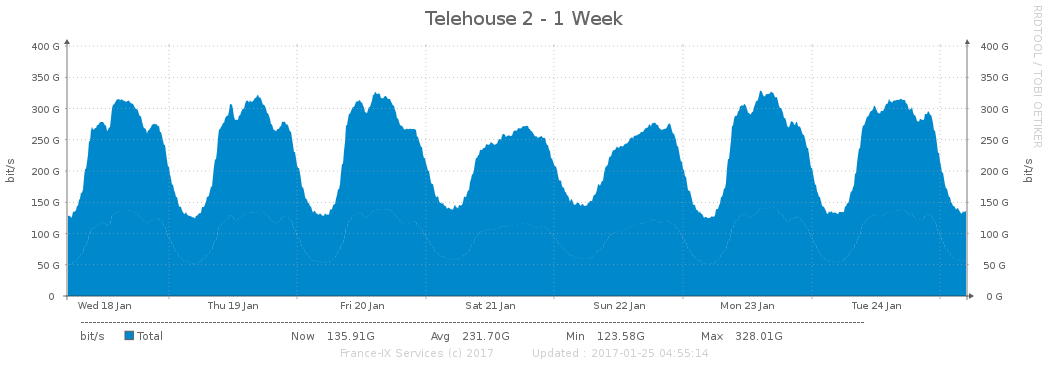 Telehouse 2 - 1 Week
RRDTOOL / TOBI OETIKER
400 G 400 G
350 G 350 G
300 G 300 G
250 G 250 G
200 G 200 G
150 G 150 G
100 G 100 G
50 G 50 G
0 0 G
bit/s bit/s
Wed 18 Jan Thu 19 Jan Fri 20 Jan Sat 21 Jan Sun 22 Jan Mon 23 Jan Tue 24 Jan
bit/s Total Now 135.91G Avg 231.70G Min 123.58G Max 328.01G
France-IX Services (c) 2017 Updated : 2017-01-25 04:55:14